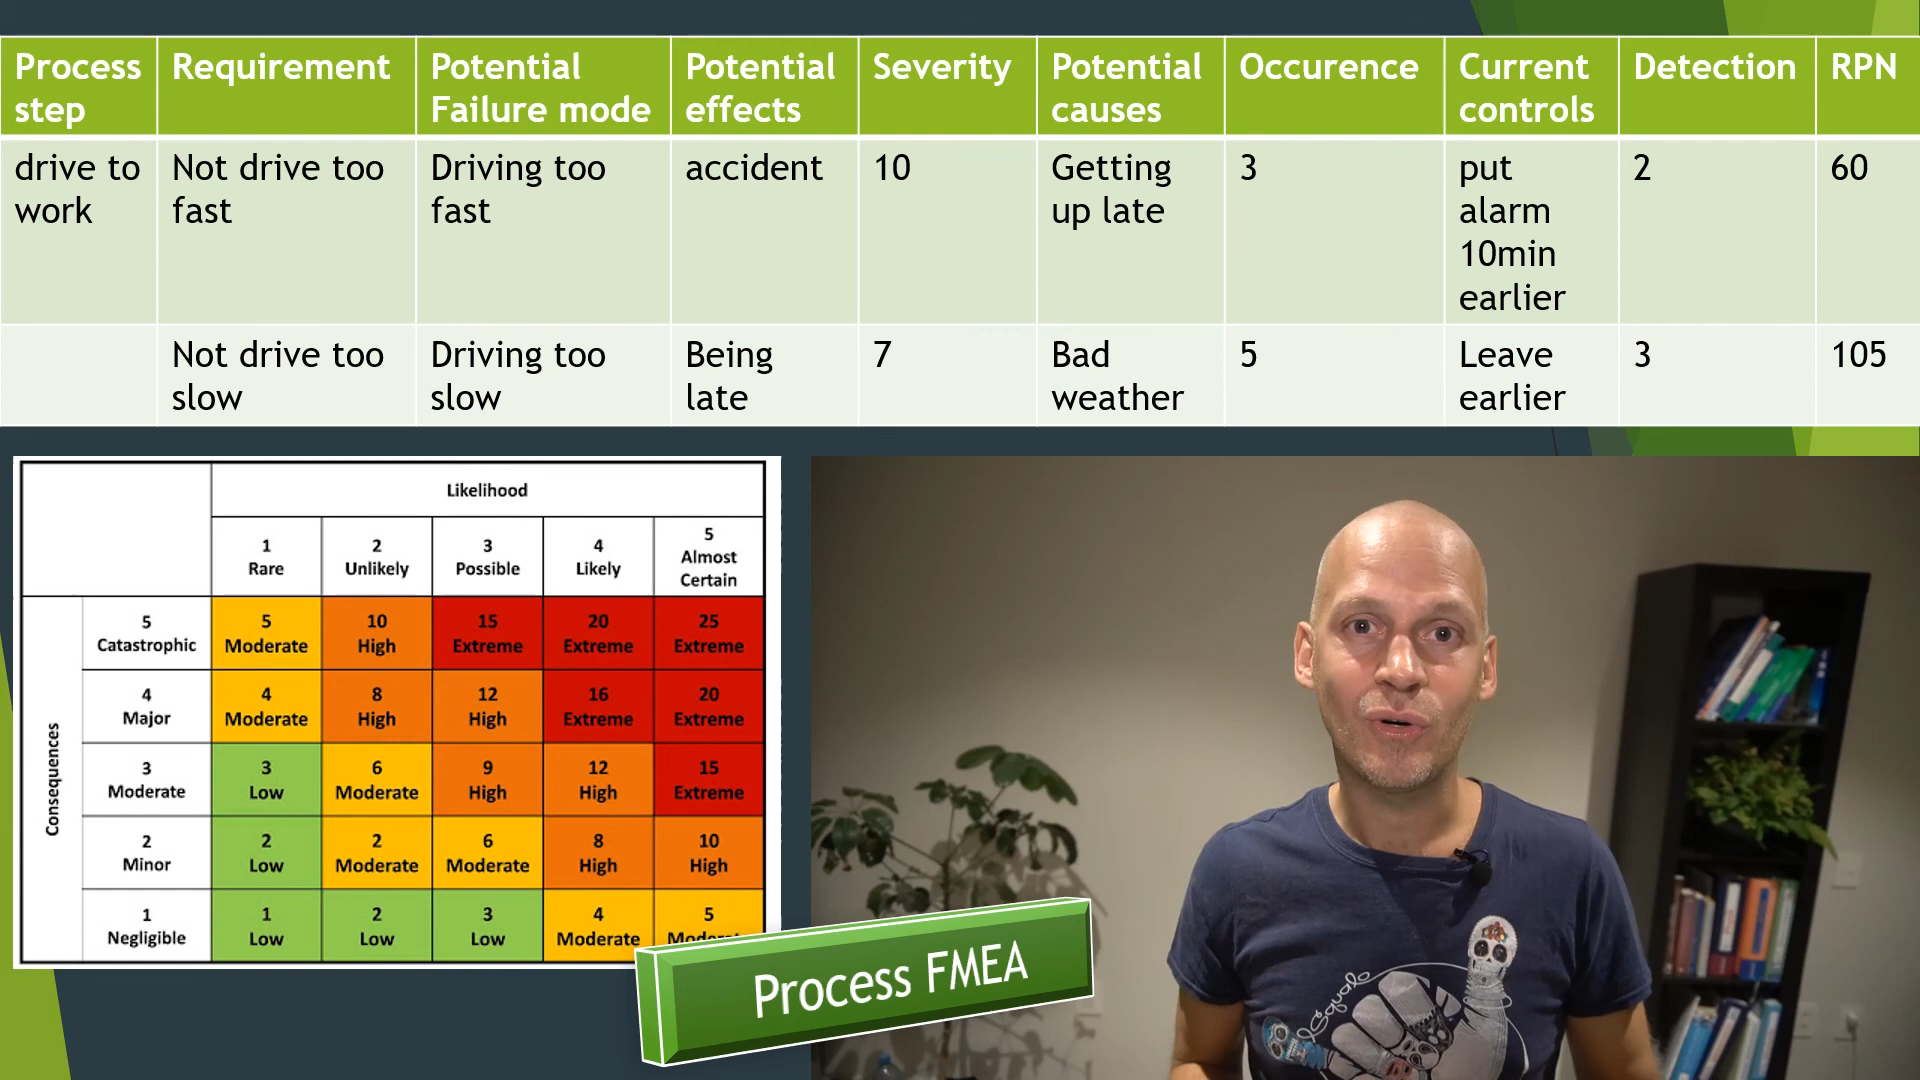 Process step
Requirement
Potential Failure mode
Potential effects
Severity
Potential causes
Occurence
Current controls
Detection
RPN
drive to work
Not drive too fast
Driving too fast
accident
10
Getting up late
3
put alarm 10min earlier
2
60
Not drive too slow
Driving too slow
Being late
7
Bad weather
5
Leave earlier
3
105
Likelihood
1 Rare
2 Unlikely
3 Possible
4 Likely
5 Almost Certain
Consequences
5 Catastrophic
5 Moderate
10 High
15 Extreme
20 Extreme
25 Extreme
4 Major
4 Moderate
8 High
12 High
16 Extreme
20 Extreme
3 Moderate
3 Low
6 Moderate
9 High
12 High
15 Extreme
2 Minor
2 Low
2 Moderate
6 Moderate
8 High
10 High
1 Negligible
1 Low
2 Low
3 Low
4 Moderate
5 Moderate
Process FMEA